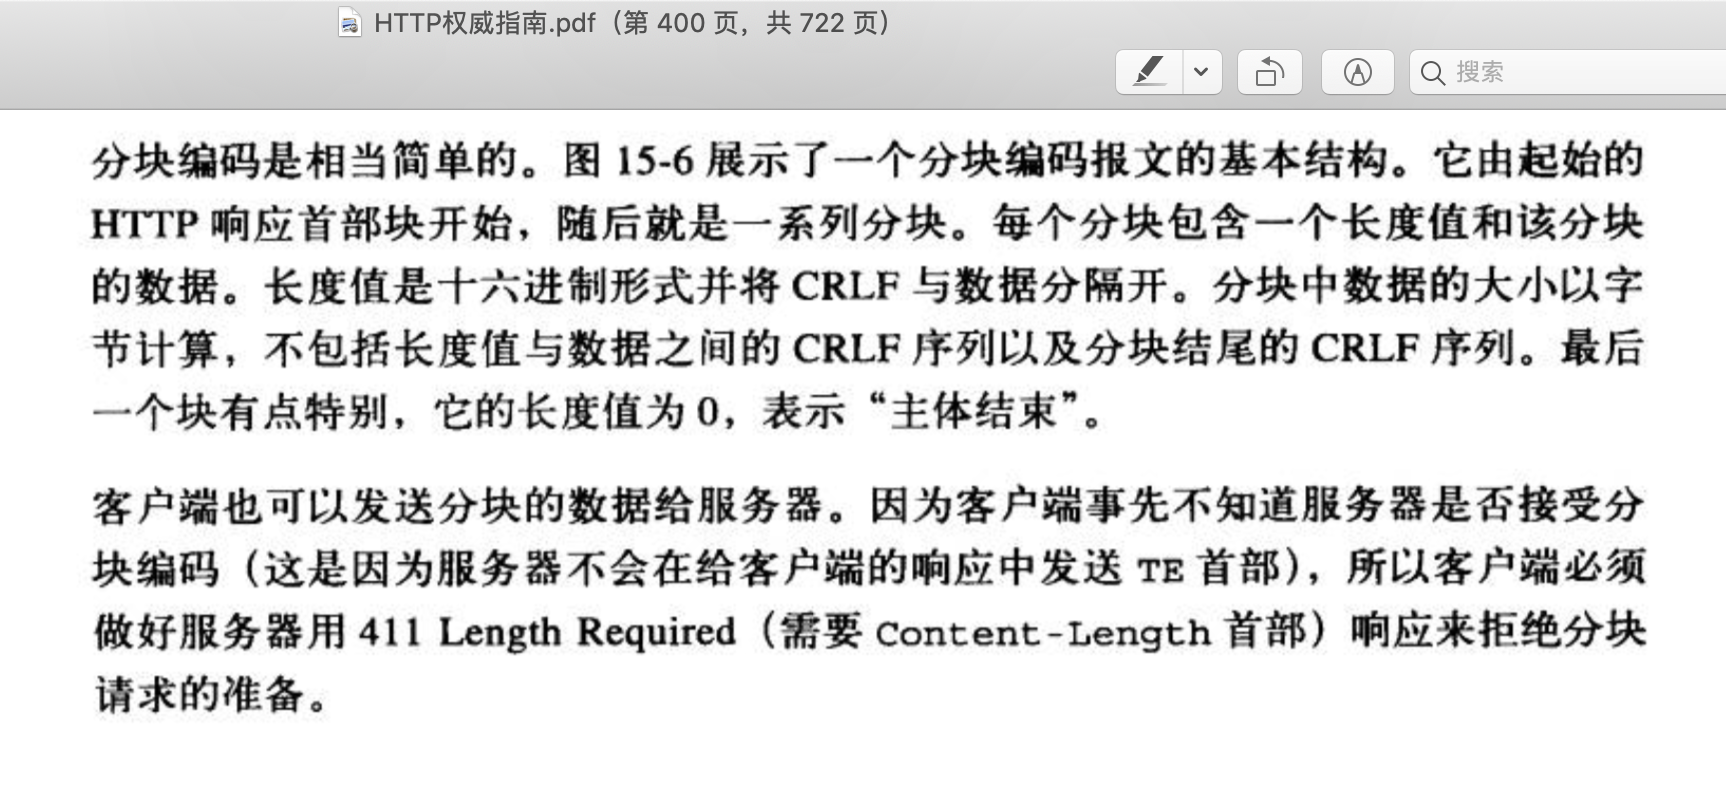 HTTP权威指南.pdf（第 400 页，共 722 页）
搜索
分块编码是相当简单的。图 15-6 展示了一个分块编码报文的基本结构。它由起始的
HTTP 响应首部块开始，随后就是一系列分块。每个分块包含一个长度值和该分块
的数据。长度值是十六进制形式并将 CRLF 与数据分隔开。分块中数据的大小以字
节计算，不包括长度值与数据之间的 CRLF 序列以及分块结尾的 CRLF 序列。最后
一个块有点特别，它的长度值为 0，表示“主体结束”。
客户端也可以发送分块的数据给服务器。因为客户端事先不知道服务器是否接受分
块编码（这是因为服务器不会在给客户端的响应中发送 TE 首部），所以客户端必须
做好服务器用 411 Length Required（需要 Content-Length 首部）响应来拒绝分块
请求的准备。